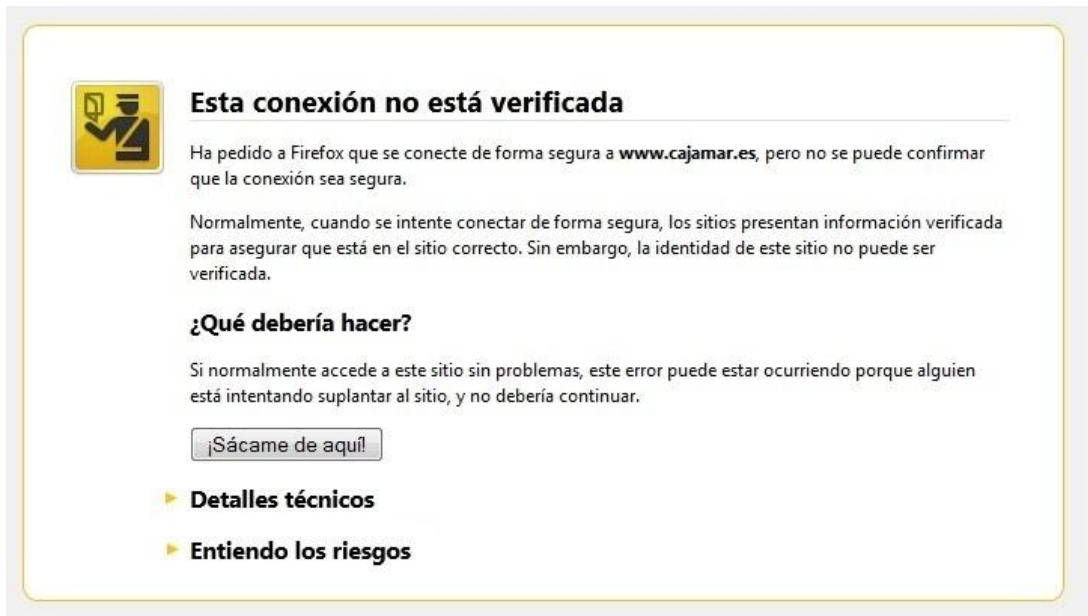 Esta conexión no está verificada
Ha pedido a Firefox que se conecte de forma segura a www.cajamar.es, pero no se puede confirmar
que la conexión sea segura.
Normalmente, cuando se intente conectar de forma segura, los sitios presentan información verificada
para asegurar que está en el sitio correcto. Sin embargo, la identidad de este sitio no puede ser
verificada.
¿Qué debería hacer?
Si normalmente accede a este sitio sin problemas, este error puede estar ocurriendo porque alguien
está intentando suplantar al sitio, y no debería continuar.
¡Sácame de aquí!
Detalles técnicos
Entiendo los riesgos